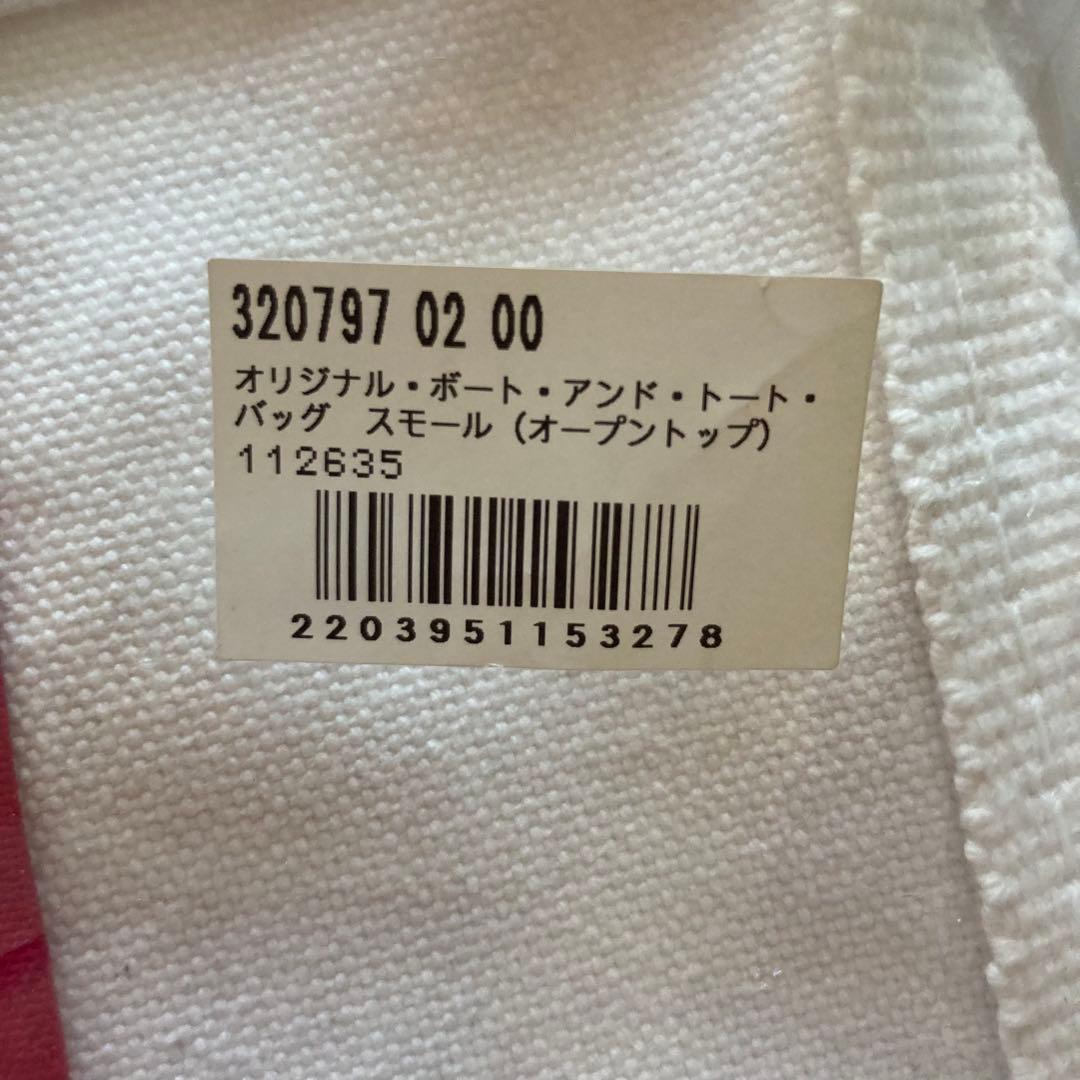 320797 02 00
オリジナル・ボート・アンド・トート・
バッグ　スモール（オープントップ）
112635
2203951153278